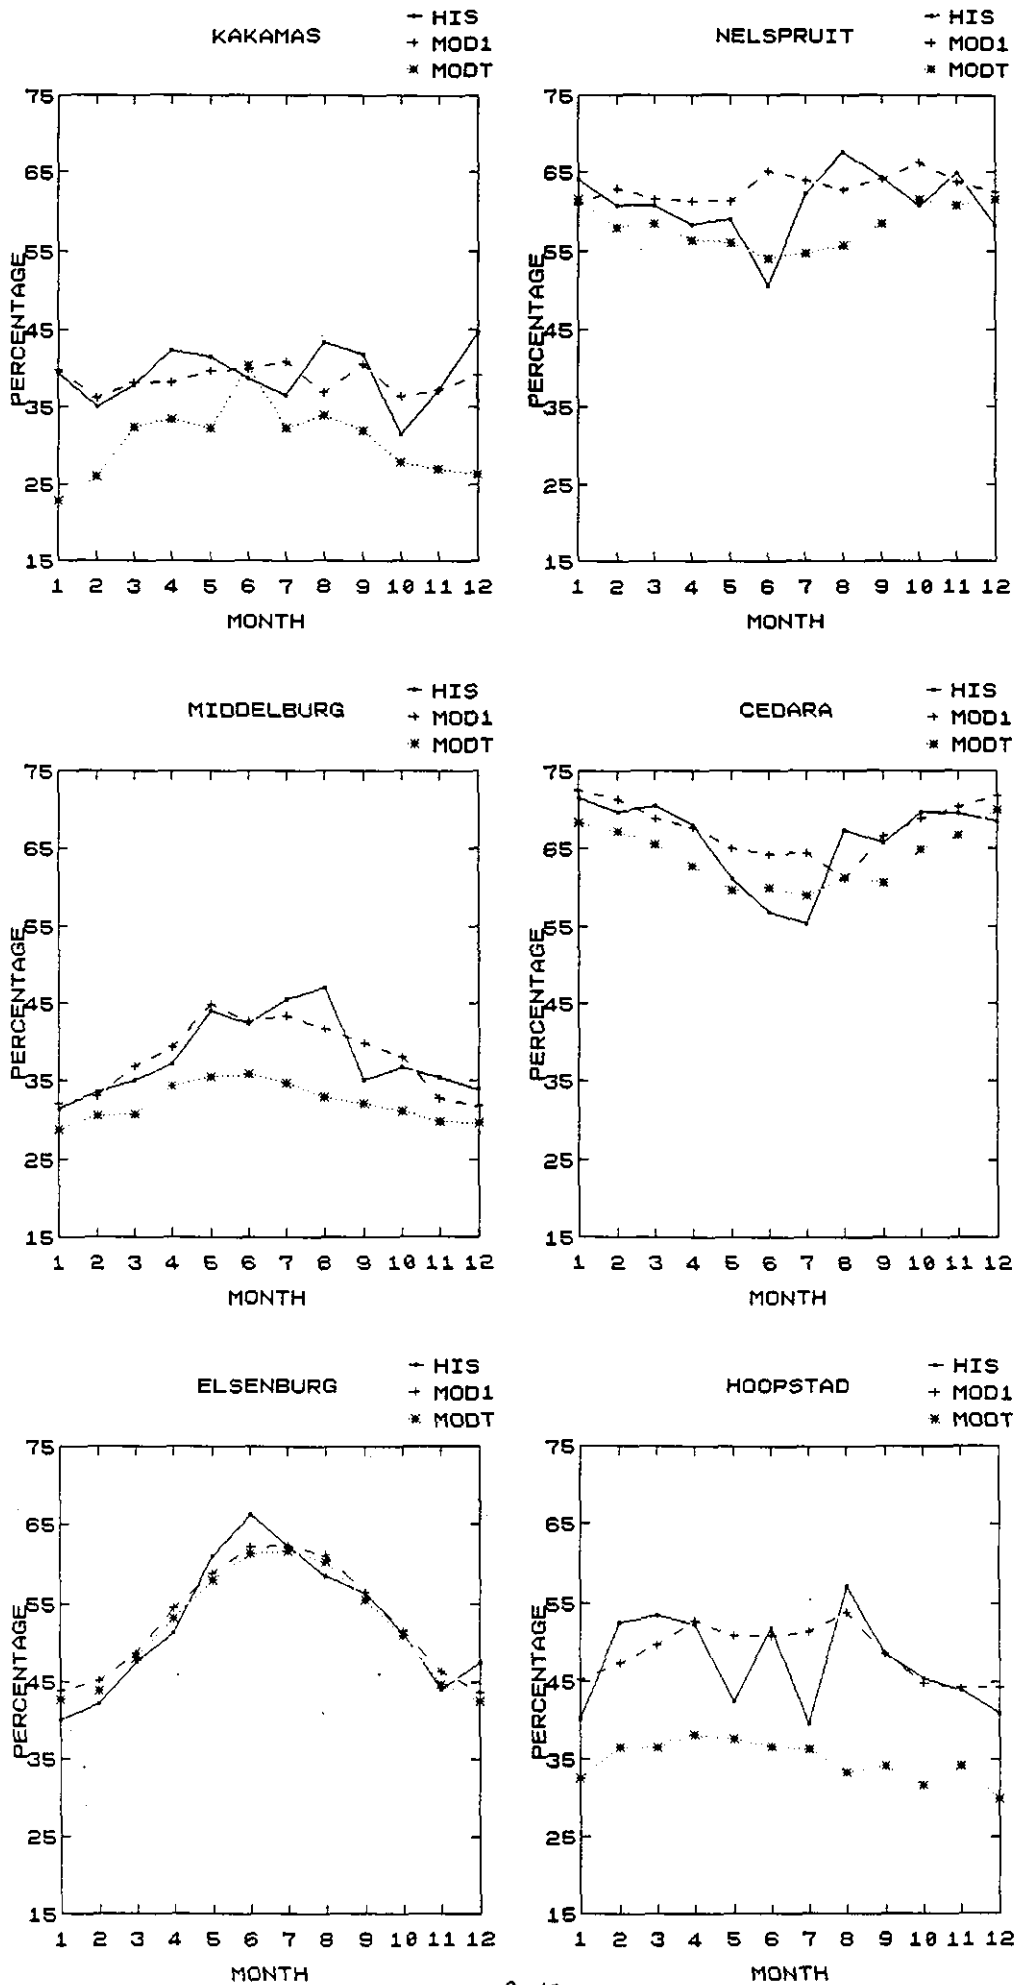 KAKAMAS
HIS
MOD1
MODT
75
65
55
45
35
25
15
PERCENTAGE
1 2 3 4 5 6 7 8 9 10 11 12
MONTH
NELSPRUIT
HIS
MOD1
MODT
75
65
55
45
35
25
15
PERCENTAGE
1 2 3 4 5 6 7 8 9 10 11 12
MONTH
MIDDELBURG
HIS
MOD1
MODT
75
65
55
45
35
25
15
PERCENTAGE
1 2 3 4 5 6 7 8 9 10 11 12
MONTH
CEDARA
HIS
MOD1
MODT
75
65
55
45
35
25
15
PERCENTAGE
1 2 3 4 5 6 7 8 9 10 11 12
MONTH
ELSENBURG
HIS
MOD1
MODT
75
65
55
45
35
25
15
PERCENTAGE
1 2 3 4 5 6 7 8 9 10 11 12
MONTH
HOOPSTAD
HIS
MOD1
MODT
75
65
55
45
35
25
15
PERCENTAGE
1 2 3 4 5 6 7 8 9 10 11 12
MONTH